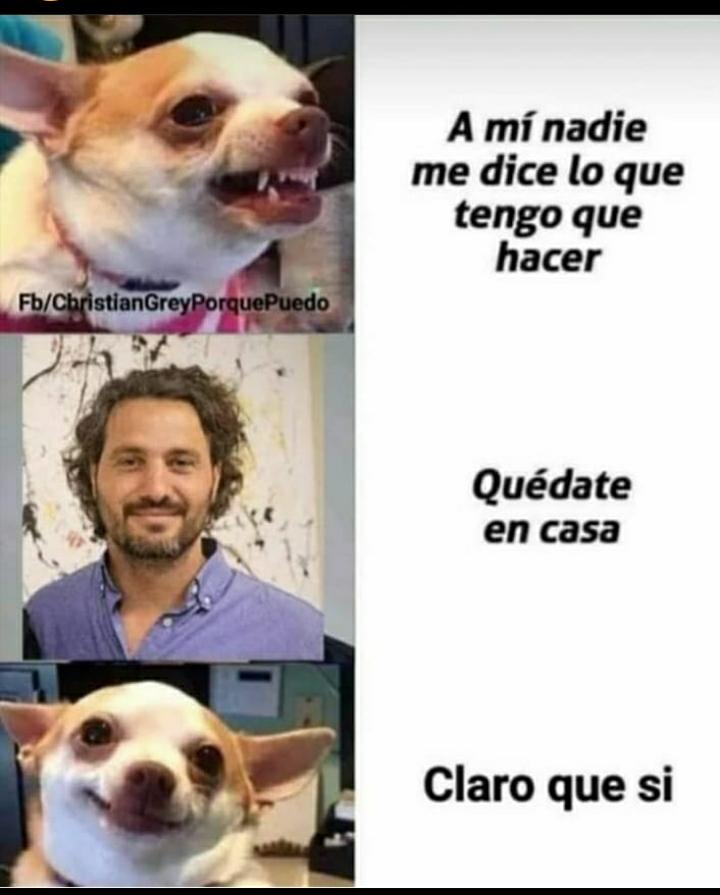 A mí nadie
me dice lo que
tengo que
hacer
Fb/ChristianGreyPorquePuedo
Quédate
en casa
Claro que si